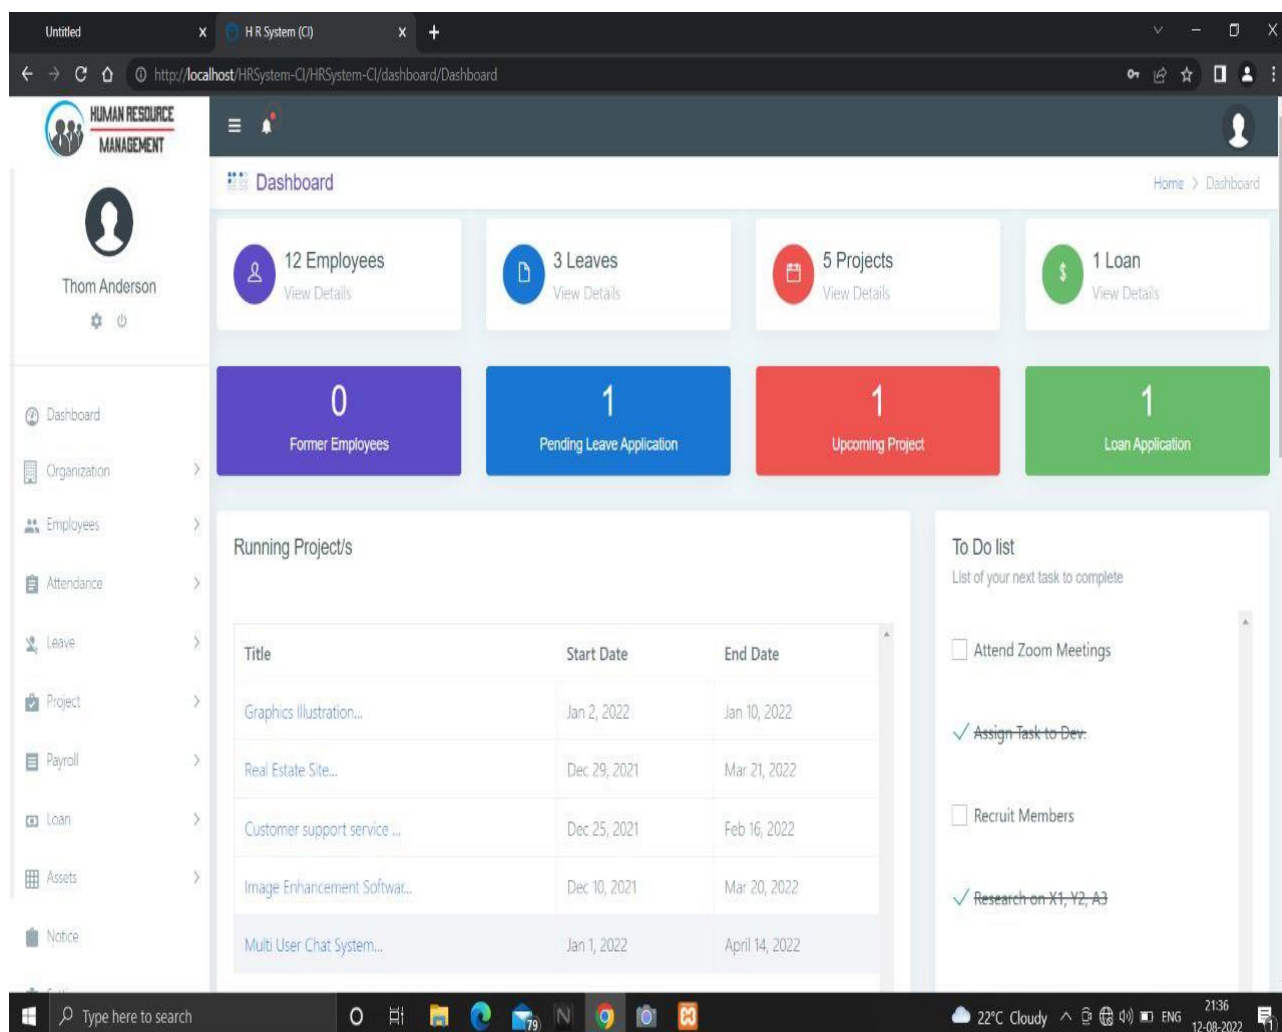 Untitled
H R System (CI)
http://localhost/HRSystem-CI/HRSystem-CI/dashboard/Dashboard
HUMAN RESOURCE
MANAGEMENT
Dashboard
Home > Dashboard
Thom Anderson
12 Employees
View Details
3 Leaves
View Details
5 Projects
View Details
1 Loan
View Details
0
Former Employees
1
Pending Leave Application
1
Upcoming Project
1
Loan Application
Dashboard
Organization
Employees
Attendance
Leave
Project
Payroll
Loan
Assets
Notice
Running Project/s
Title Start Date End Date
Graphics Illustration... Jan 2, 2022 Jan 10, 2022
Real Estate Site... Dec 29, 2021 Mar 21, 2022
Customer support service ... Dec 25, 2021 Feb 16, 2022
Image Enhancement Softwar... Dec 10, 2021 Mar 20, 2022
Multi User Chat System... Jan 1, 2022 April 14, 2022
To Do list
List of your next task to complete
Attend Zoom Meetings
Assign Task to Dev.
Recruit Members
Research on X1, Y2, A3
Type here to search
79
22°C Cloudy
ENG
21:36
12-08-2022